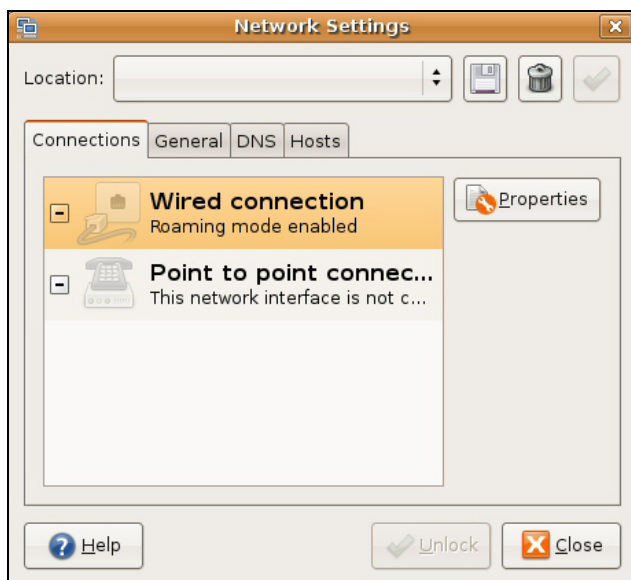 Network Settings
Location:
Connections General DNS Hosts
Wired connection
Roaming mode enabled
Properties
Point to point connec...
This network interface is not c...
Help Unlock Close